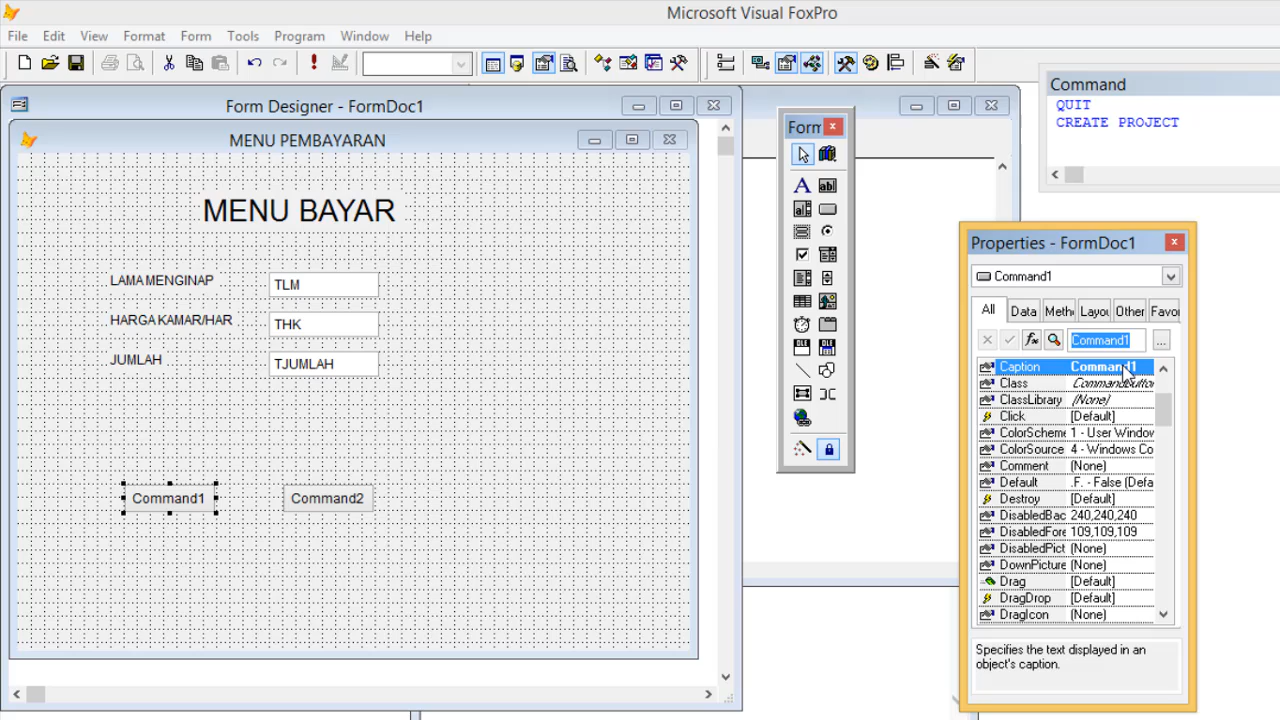 Microsoft Visual FoxPro
File Edit View Format Form Tools Program Window Help
Form Designer - FormDoc1
MENU PEMBAYARAN
MENU BAYAR
LAMA MENGINAP TLM
HARGA KAMAR/HAR THK
JUMLAH TJUMLAH
Command1 Command2
Form
Command
QUIT
CREATE PROJECT
Properties - FormDoc1
Command1
All Data Meth Layou Other Favo
Command1
Caption Command1
Class CommandButton
ClassLibrary (None)
Click [Default]
ColorScheme 1 - User Window
ColorSource 4 - Windows Co
Comment (None)
Default .F. - False (Defa
Destroy [Default]
DisabledBac 240,240,240
DisabledFore 109,109,109
DisabledPict (None)
DownPicture (None)
Drag [Default]
DragDrop [Default]
DragIcon (None)
Specifies the text displayed in an
object's caption.